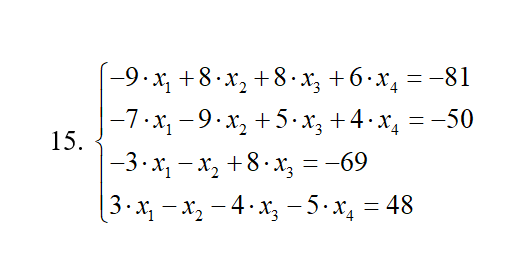 −9·x₁ +8·x₂ +8·x₃ +6·x₄ = −81
−7·x₁ −9·x₂ +5·x₃ +4·x₄ = −50
15. −3·x₁ − x₂ +8·x₃ = −69
3·x₁ − x₂ −4·x₃ −5·x₄ = 48